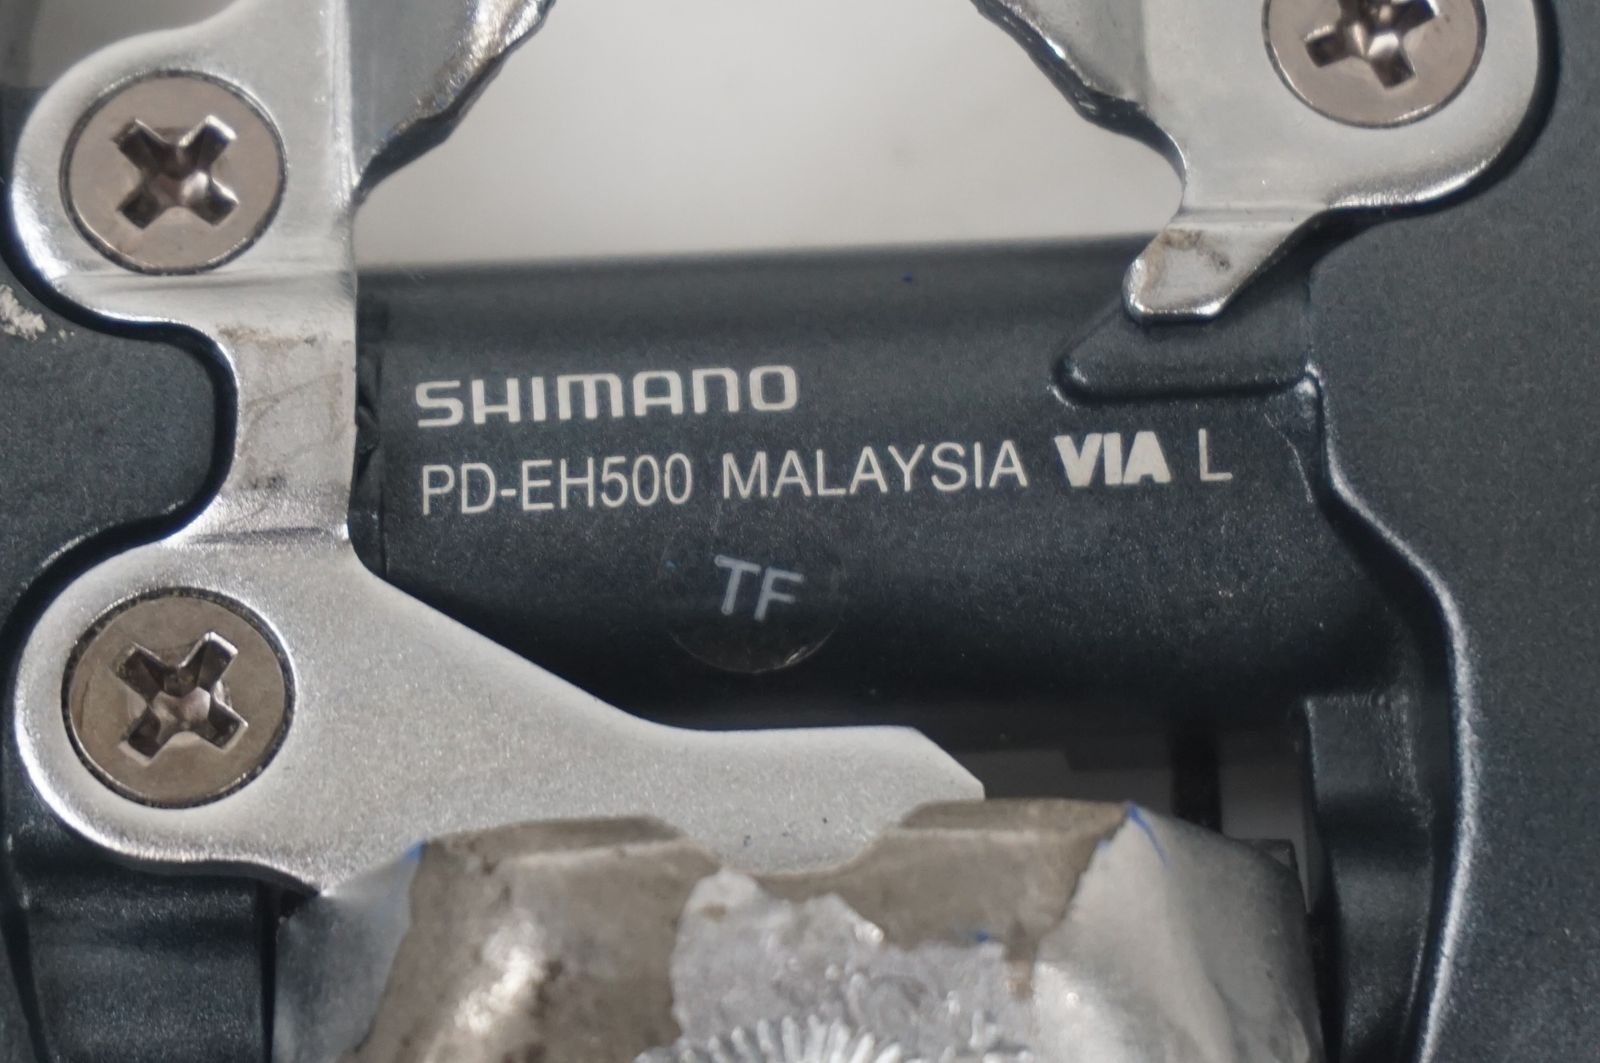 SHIMANO
PD-EH500 MALAYSIA VIA L
TF